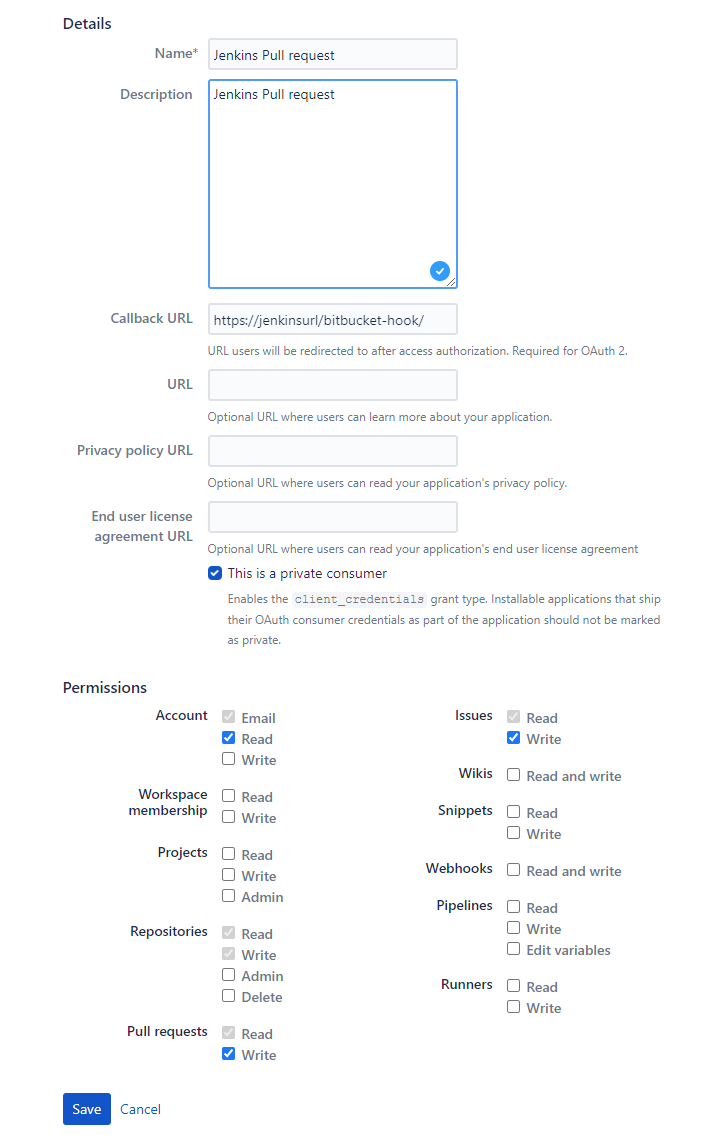 Details
Name*
Jenkins Pull request
Description
Jenkins Pull request
Callback URL
https://jenkinsurl/bitbucket-hook/
URL users will be redirected to after access authorization. Required for OAuth 2.
URL
Optional URL where users can learn more about your application.
Privacy policy URL
Optional URL where users can read your application's privacy policy.
End user license
agreement URL
Optional URL where users can read your application's end user license agreement
This is a private consumer
Enables the client_credentials grant type. Installable applications that ship
their OAuth consumer credentials as part of the application should not be marked
as private.
Permissions
Account
Email
Read
Write
Workspace
membership
Read
Write
Projects
Read
Write
Admin
Repositories
Read
Write
Admin
Delete
Pull requests
Read
Write
Issues
Read
Write
Wikis
Read and write
Snippets
Read
Write
Webhooks
Read and write
Pipelines
Read
Write
Edit variables
Runners
Read
Write
Save
Cancel